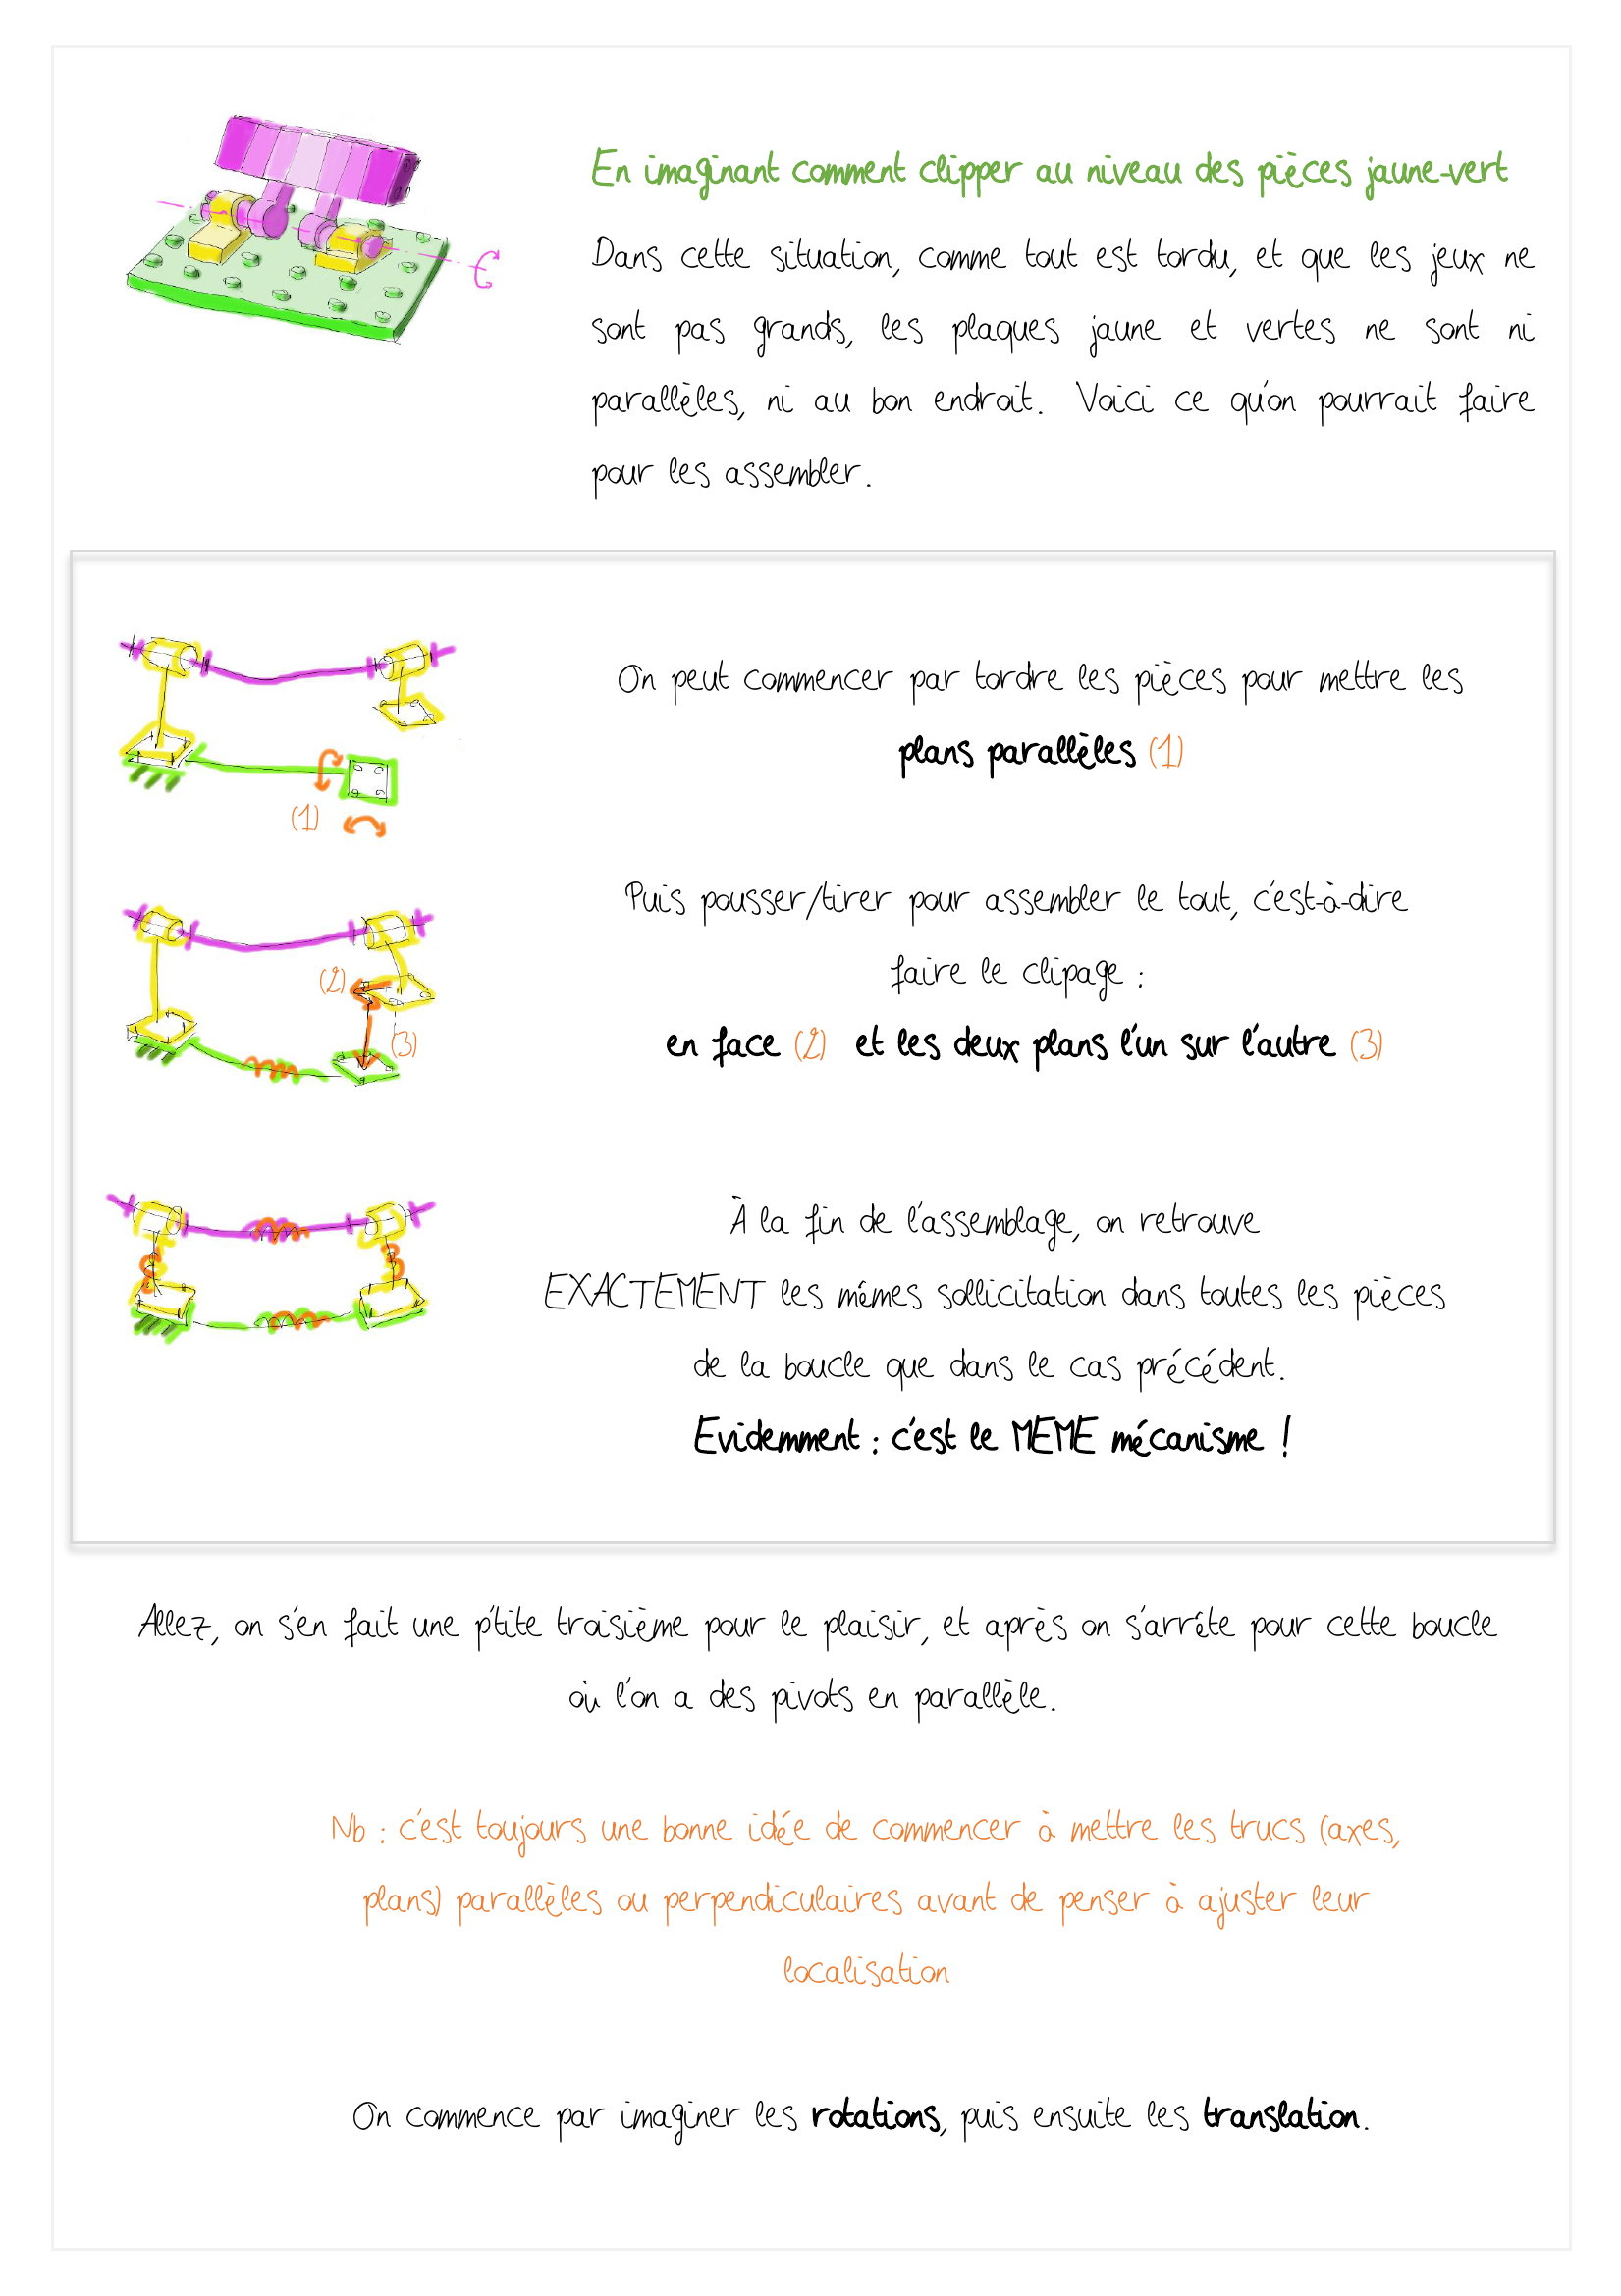 En imaginant comment clipper au niveau des pièces jaune-vert
Dans cette situation, comme tout est tordu, et que les jeux ne
sont pas grands, les plaques jaune et vertes ne sont ni
parallèles, ni au bon endroit. Voici ce qu'on pourrait faire
pour les assembler.
On peut commencer par tordre les pièces pour mettre les
plans parallèles (1)
(1)
Puis pousser/tirer pour assembler le tout, c'est-à-dire
faire le clipage :
en face (2) et les deux plans l'un sur l'autre (3)
(2)
(3)
À la fin de l'assemblage, on retrouve
EXACTEMENT les mêmes sollicitation dans toutes les pièces
de la boucle que dans le cas précédent.
Evidemment : c'est le MEME mécanisme !
Allez, on s'en fait une p'tite troisième pour le plaisir, et après on s'arrête pour cette boucle
où l'on a des pivots en parallèle.
Nb : c'est toujours une bonne idée de commencer à mettre les trucs (axes,
plans) parallèles ou perpendiculaires avant de penser à ajuster leur
localisation
On commence par imaginer les rotations, puis ensuite les translation.